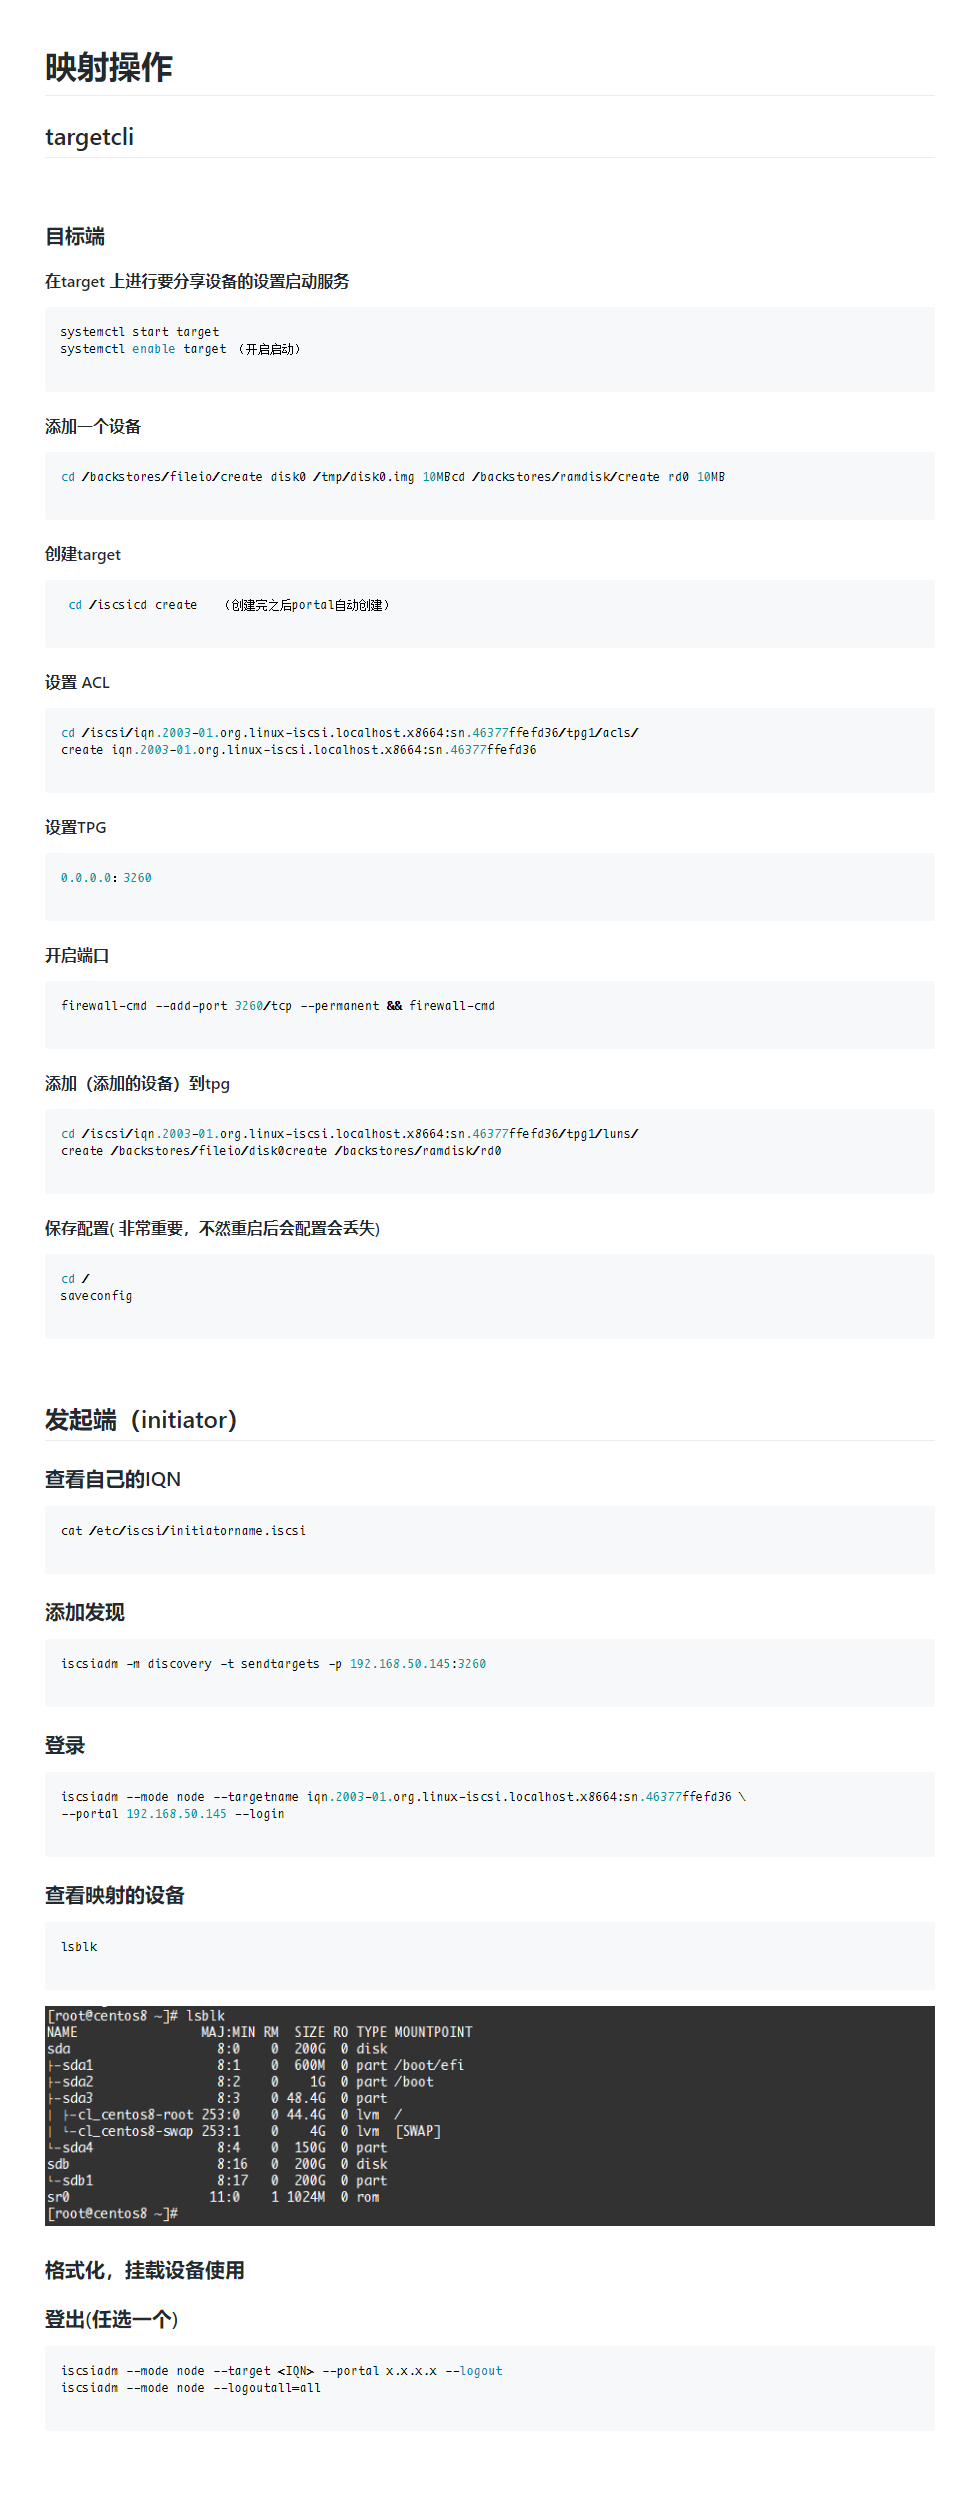 映射操作
targetcli
目标端
在target 上进行要分享设备的设置启动服务
systemctl start target
systemctl enable target （开启启动）
添加一个设备
cd /backstores/fileio/create disk0 /tmp/disk0.img 10MBcd /backstores/ramdisk/create rd0 10MB
创建target
cd /iscsicd create （创建完之后portal自动创建）
设置 ACL
cd /iscsi/iqn.2003-01.org.linux-iscsi.localhost.x8664:sn.46377ffefd36/tpg1/acls/
create iqn.2003-01.org.linux-iscsi.localhost.x8664:sn.46377ffefd36
设置TPG
0.0.0.0：3260
开启端口
firewall-cmd --add-port 3260/tcp --permanent && firewall-cmd
添加（添加的设备）到tpg
cd /iscsi/iqn.2003-01.org.linux-iscsi.localhost.x8664:sn.46377ffefd36/tpg1/luns/
create /backstores/fileio/disk0create /backstores/ramdisk/rd0
保存配置( 非常重要，不然重启后会配置会丢失)
cd /
saveconfig
发起端（initiator）
查看自己的IQN
cat /etc/iscsi/initiatorname.iscsi
添加发现
iscsiadm -m discovery -t sendtargets -p 192.168.50.145:3260
登录
iscsiadm --mode node --targetname iqn.2003-01.org.linux-iscsi.localhost.x8664:sn.46377ffefd36 \
--portal 192.168.50.145 --login
查看映射的设备
lsblk
[root@centos8 ~]# lsblk
NAME MAJ:MIN RM SIZE RO TYPE MOUNTPOINT
sda 8:0 0 200G 0 disk
├─sda1 8:1 0 600M 0 part /boot/efi
├─sda2 8:2 0 1G 0 part /boot
├─sda3 8:3 0 48.4G 0 part
│ ├─cl_centos8-root 253:0 0 44.4G 0 lvm /
│ └─cl_centos8-swap 253:1 0 4G 0 lvm [SWAP]
└─sda4 8:4 0 150G 0 part
sdb 8:16 0 200G 0 disk
└─sdb1 8:17 0 200G 0 part
sr0 11:0 1 1024M 0 rom
[root@centos8 ~]#
格式化，挂载设备使用
登出(任选一个)
iscsiadm --mode node --target <IQN> --portal x.x.x.x --logout
iscsiadm --mode node --logoutall=all